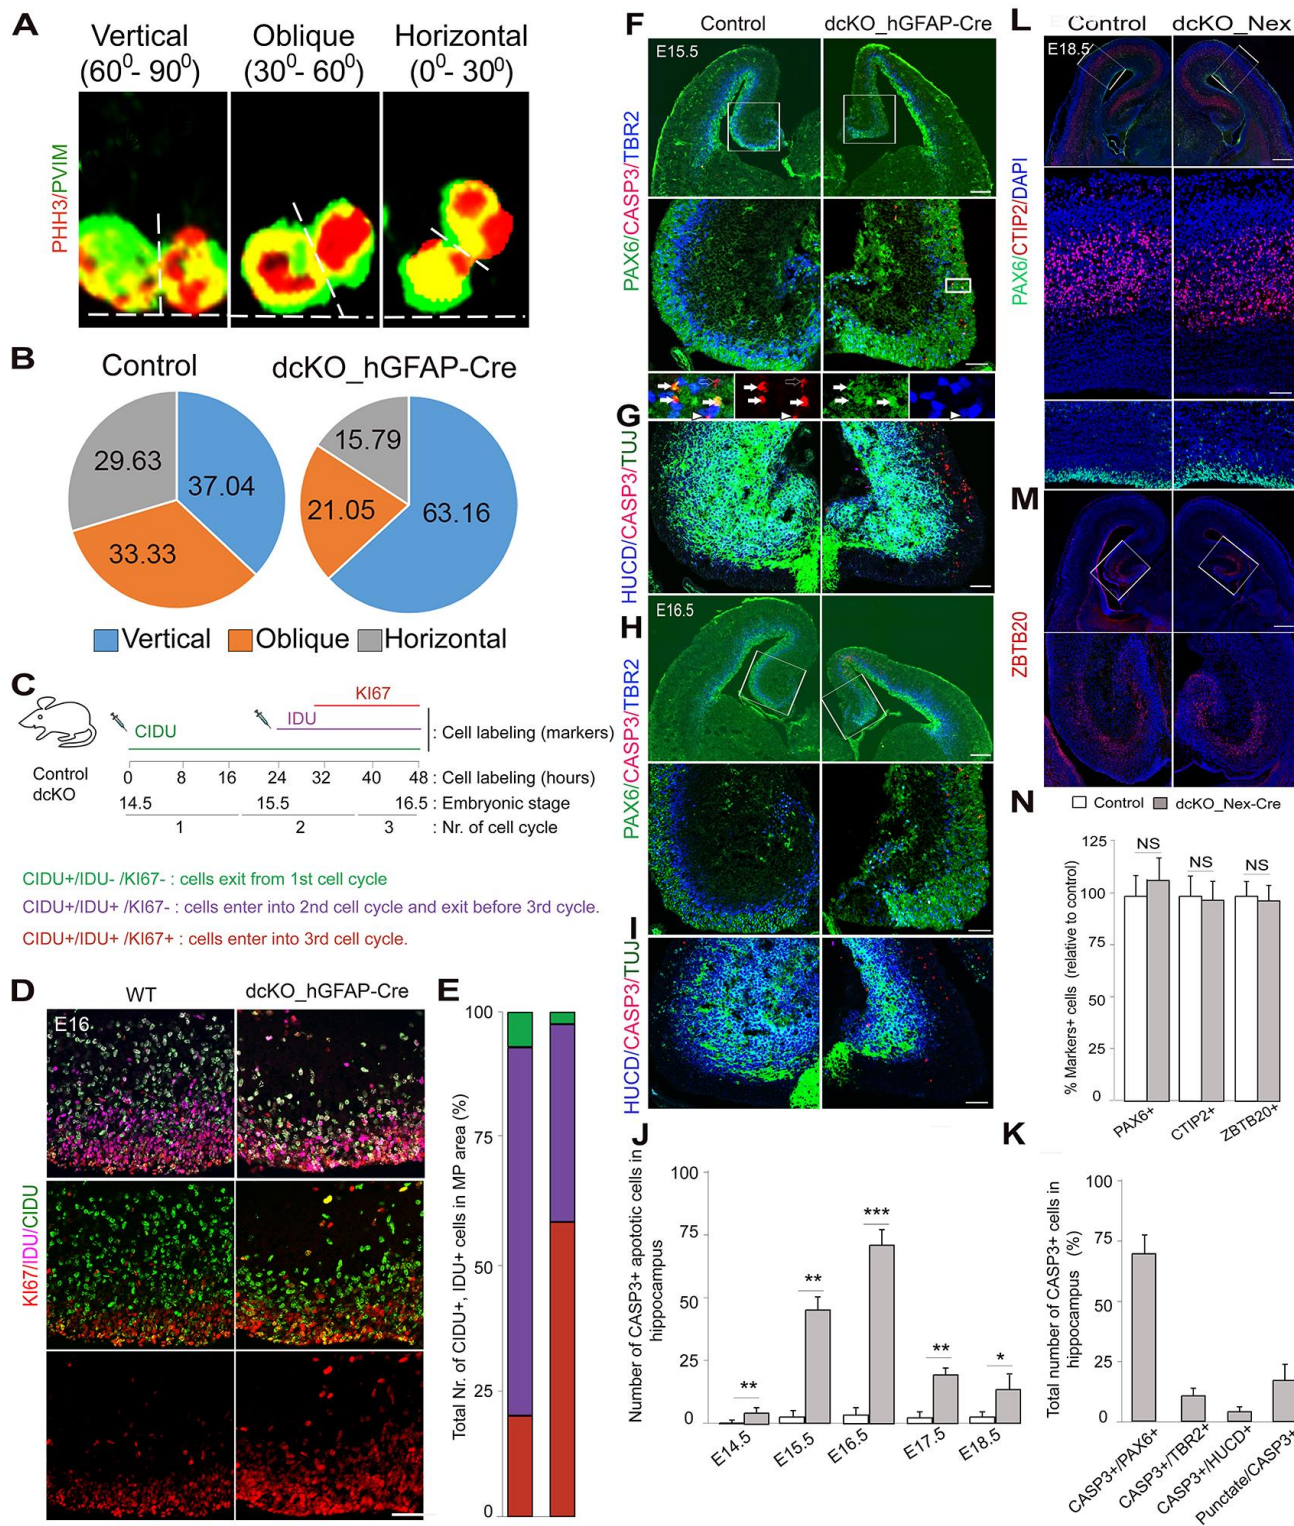 A
Vertical
(60⁰- 90⁰)
Oblique
(30⁰- 60⁰)
Horizontal
(0⁰- 30⁰)
PHH3/PVIM
B
Control
dcKO_hGFAP-Cre
29.63
37.04
33.33
15.79
21.05
63.16
Vertical
Oblique
Horizontal
C
KI67
IDU
CIDU
: Cell labeling (markers)
Control
dcKO
0 8 16 24 32 40 48 : Cell labeling (hours)
14.5 15.5 16.5 : Embryonic stage
1 2 3 : Nr. of cell cycle
CIDU+/IDU- /KI67- : cells exit from 1st cell cycle
CIDU+/IDU+ /KI67- : cells enter into 2nd cell cycle and exit before 3rd cycle.
CIDU+/IDU+ /KI67+ : cells enter into 3rd cell cycle.
D
WT
dcKO_hGFAP-Cre
E16
KI67/IDU/CIDU
E
Total Nr. of CIDU+, IDU+ cells in MP area (%)
100
75
50
25
0
F
Control
dcKO_hGFAP-Cre
E15.5
PAX6/CASP3/TBR2
G
HUCD/CASP3/TUJ
H
E16.5
PAX6/CASP3/TBR2
I
HUCD/CASP3/TUJ
J
Number of CASP3+ apoptotic cells in
hippocampus
100
75
50
25
0
**
**
***
**
*
E14.5
E15.5
E16.5
E17.5
E18.5
K
Total number of CASP3+ cells in
hippocampus (%)
100
75
50
25
0
CASP3+/PAX6+
CASP3+/TBR2+
CASP3+/HUCD+
Punctate/CASP3+
L
Control
dcKO_Nex
E18.5
PAX6/CTIP2/DAPI
M
ZBTB20
N
Control
dcKO_Nex-Cre
% Markers+ cells (relative to control)
125
100
75
50
25
0
NS
NS
NS
PAX6+
CTIP2+
ZBTB20+